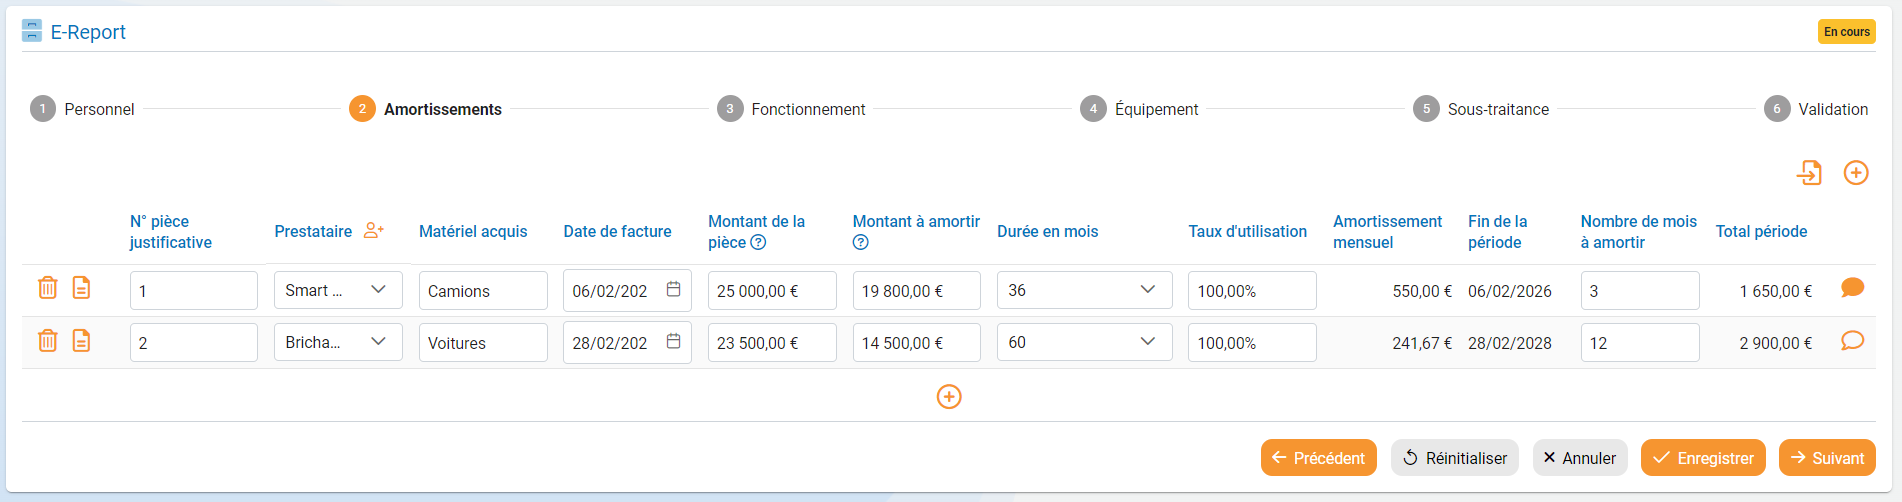 E-Report
En cours
1 Personnel
2 Amortissements
3 Fonctionnement
4 Équipement
5 Sous-traitance
6 Validation
N° pièce justificative
Prestataire
Matériel acquis
Date de facture
Montant de la pièce ?
Montant à amortir ?
Durée en mois
Taux d'utilisation
Amortissement mensuel
Fin de la période
Nombre de mois à amortir
Total période
1 Smart ... Camions 06/02/202 25 000,00 € 19 800,00 € 36 100,00% 550,00 € 06/02/2026 3 1 650,00 €
2 Bricha... Voitures 28/02/202 23 500,00 € 14 500,00 € 60 100,00% 241,67 € 28/02/2028 12 2 900,00 €
Précédent
Réinitialiser
Annuler
Enregistrer
Suivant